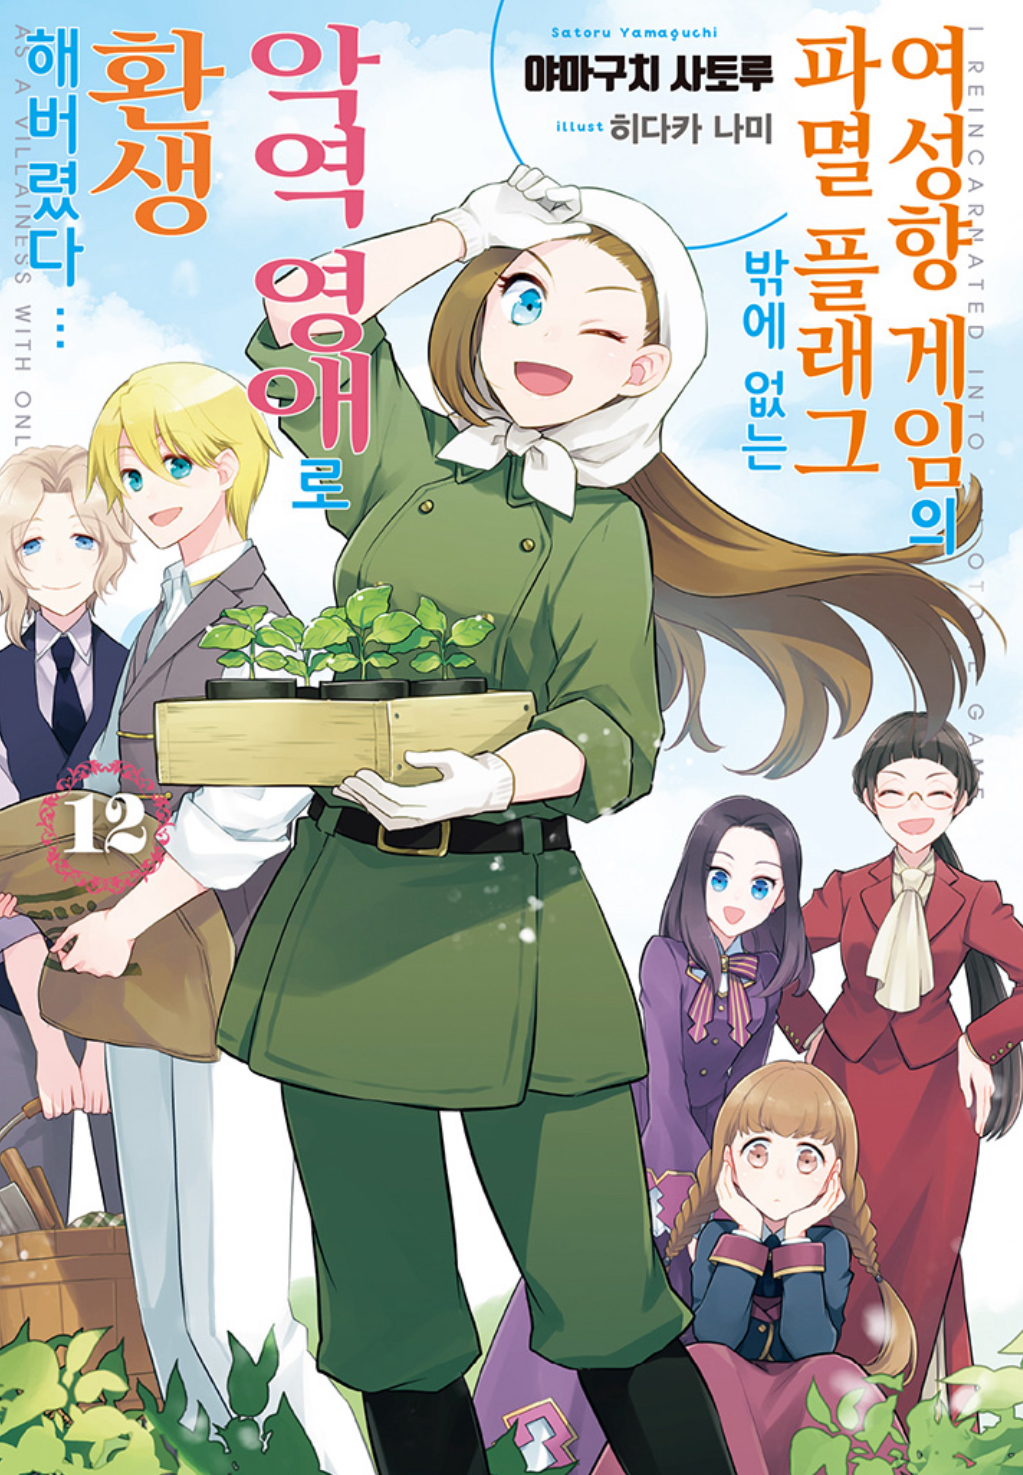 여성향 게임의
파멸 플래그
밖에 없는
악역 영애로
환생
해버렸다…
Satoru Yamaguchi
야마구치 사토루
illust 히다카 나미
12
I REINCARNATED INTO OTOME GAME
AS A VILLAINESS WITH ONL